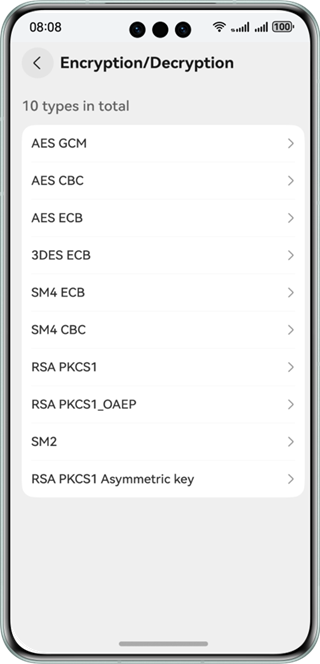 08:08
100
Encryption/Decryption
10 types in total
AES GCM
AES CBC
AES ECB
3DES ECB
SM4 ECB
SM4 CBC
RSA PKCS1
RSA PKCS1_OAEP
SM2
RSA PKCS1 Asymmetric key